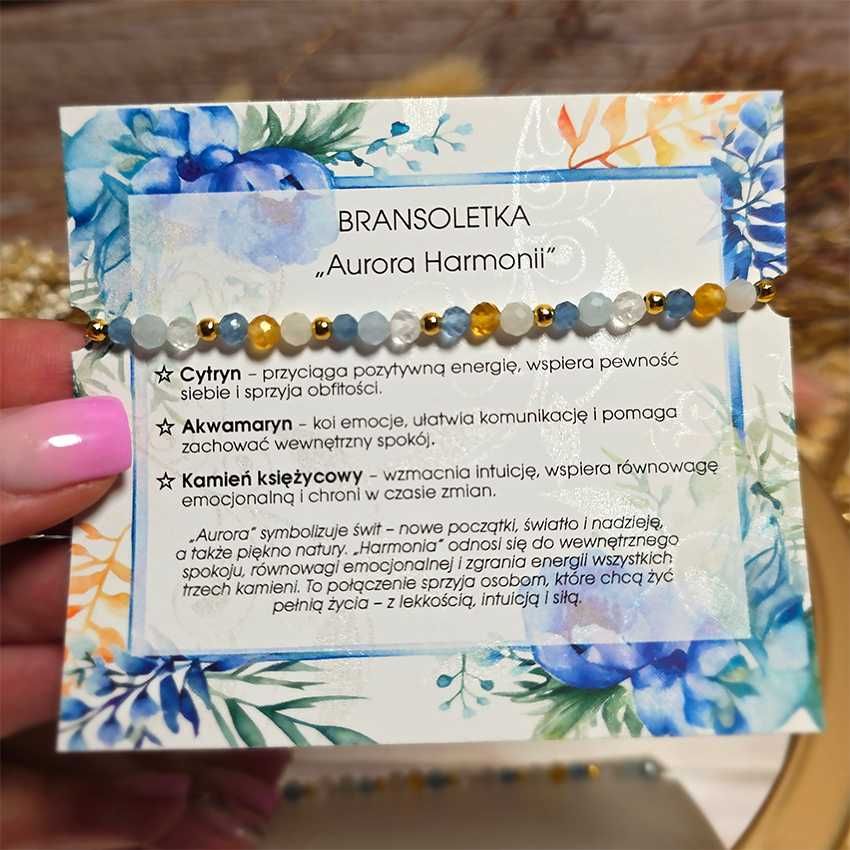 BRANSOLETKA
„Aurora Harmonii”
☆ Cytryn – przyciąga pozytywną energię, wspiera pewność
siebie i sprzyja obfitości.
☆ Akwamaryn – koi emocje, ułatwia komunikację i pomaga
zachować wewnętrzny spokój.
☆ Kamień księżycowy – wzmacnia intuicję, wspiera równowagę
emocjonalną i chroni w czasie zmian.
„Aurora” symbolizuje świt – nowe początki, światło i nadzieję,
a także piękno natury. „Harmonia” odnosi się do wewnętrznego
spokoju, równowagi emocjonalnej i zgrania energii wszystkich
trzech kamieni. To połączenie sprzyja osobom, które chcą żyć
pełnią życia – z lekkością, intuicją i siłą.